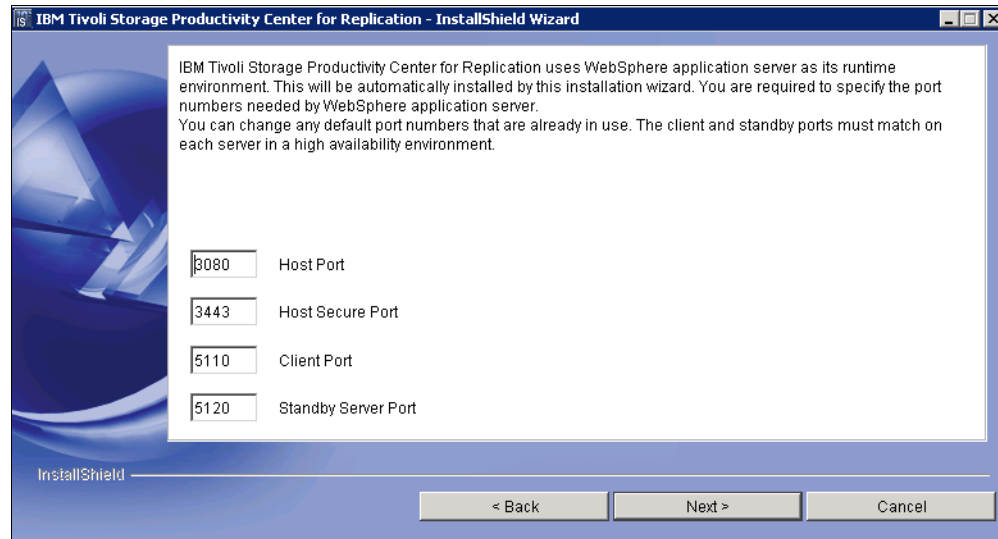 IBM Tivoli Storage Productivity Center for Replication - InstallShield Wizard
IBM Tivoli Storage Productivity Center for Replication uses WebSphere application server as its runtime
environment. This will be automatically installed by this installation wizard. You are required to specify the port
numbers needed by WebSphere application server.
You can change any default port numbers that are already in use. The client and standby ports must match on
each server in a high availability environment.
3080 Host Port
3443 Host Secure Port
5110 Client Port
5120 Standby Server Port
InstallShield
< Back Next > Cancel